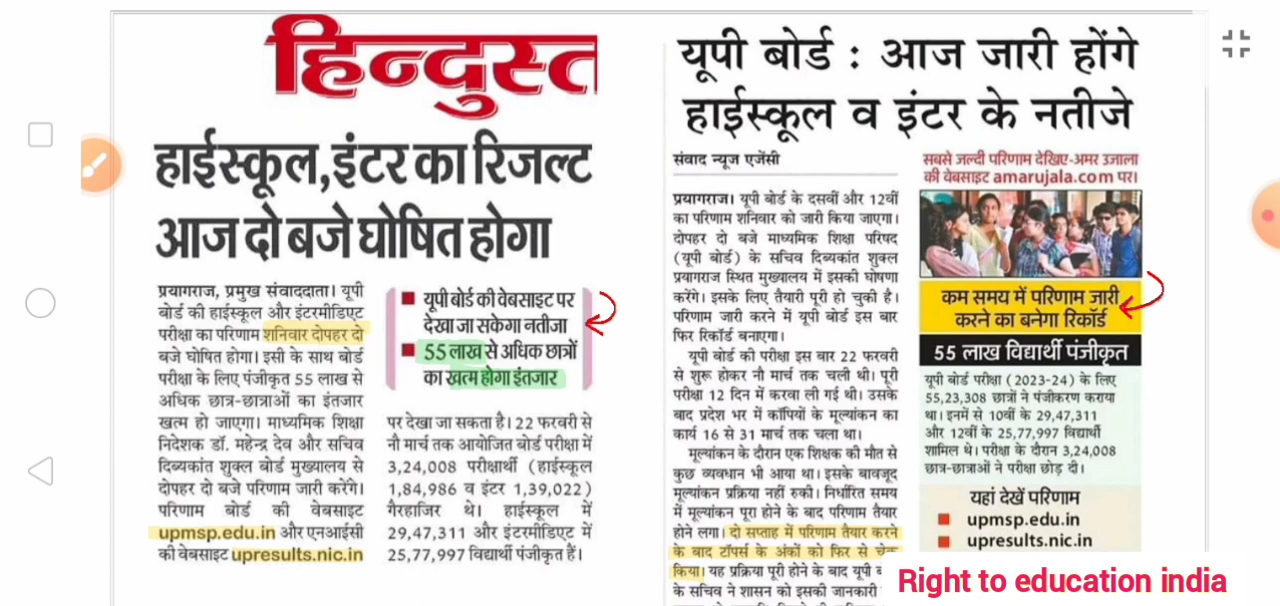 हिन्दुस्त
हाईस्कूल,इंटर का रिजल्ट
आज दो बजे घोषित होगा
प्रयागराज, प्रमुख संवाददाता। यूपी
बोर्ड की हाईस्कूल और इंटरमीडिएट
परीक्षा का परिणाम शनिवार दोपहर दो
बजे घोषित होगा। इसी के साथ बोर्ड
परीक्षा के लिए पंजीकृत 55 लाख से
अधिक छात्र-छात्राओं का इंतजार
खत्म हो जाएगा। माध्यमिक शिक्षा
निदेशक डॉ. महेन्द्र देव और सचिव
दिब्यकांत शुक्ल बोर्ड मुख्यालय से
दोपहर दो बजे परिणाम जारी करेंगे।
परिणाम बोर्ड की वेबसाइट
upmsp.edu.in और एनआईसी
की वेबसाइट upresults.nic.in
यूपी बोर्ड की वेबसाइट पर
देखा जा सकेगा नतीजा
55 लाख से अधिक छात्रों
का खत्म होगा इंतजार
पर देखा जा सकता है। 22 फरवरी से
नौ मार्च तक आयोजित बोर्ड परीक्षा में
3,24,008 परीक्षार्थी (हाईस्कूल
1,84,986 व इंटर 1,39,022)
गैरहाजिर थे। हाईस्कूल में
29,47,311 और इंटरमीडिएट में
25,77,997 विद्यार्थी पंजीकृत हैं।
यूपी बोर्ड : आज जारी होंगे
हाईस्कूल व इंटर के नतीजे
संवाद न्यूज एजेंसी
प्रयागराज। यूपी बोर्ड के दसवीं और 12वीं
का परिणाम शनिवार को जारी किया जाएगा।
दोपहर दो बजे माध्यमिक शिक्षा परिषद
(यूपी बोर्ड) के सचिव दिब्यकांत शुक्ल
प्रयागराज स्थित मुख्यालय में इसकी घोषणा
करेंगे। इसके लिए तैयारी पूरी हो चुकी है।
परिणाम जारी करने में यूपी बोर्ड इस बार
फिर रिकॉर्ड बनाएगा।
यूपी बोर्ड की परीक्षा इस बार 22 फरवरी
से शुरू होकर नौ मार्च तक चली थी। पूरी
परीक्षा 12 दिन में करवा ली गई थी। उसके
बाद प्रदेश भर में कॉपियों के मूल्यांकन का
कार्य 16 से 31 मार्च तक चला था।
मूल्यांकन के दौरान एक शिक्षक की मौत से
कुछ व्यवधान भी आया था। इसके बावजूद
मूल्यांकन प्रक्रिया नहीं रुकी। निर्धारित समय
में मूल्यांकन पूरा होने के बाद परिणाम तैयार
होने लगा। दो सप्ताह में परिणाम तैयार करने
के बाद टॉपर्स के अंकों को फिर से चेक
किया। यह प्रक्रिया पूरी होने के बाद यूपी
के सचिव ने शासन को इसकी जानकारी
सबसे जल्दी परिणाम देखिए-अमर उजाला
की वेबसाइट amarujala.com पर।
कम समय में परिणाम जारी
करने का बनेगा रिकॉर्ड
55 लाख विद्यार्थी पंजीकृत
यूपी बोर्ड परीक्षा (2023-24) के लिए
55,23,308 छात्रों ने पंजीकरण कराया
था। इनमें से 10वीं के 29,47,311
और 12वीं के 25,77,997 विद्यार्थी
शामिल थे। परीक्षा के दौरान 3,24,008
छात्र-छात्राओं ने परीक्षा छोड़ दी।
यहां देखें परिणाम
upmsp.edu.in
upresults.nic.in
Right to education india